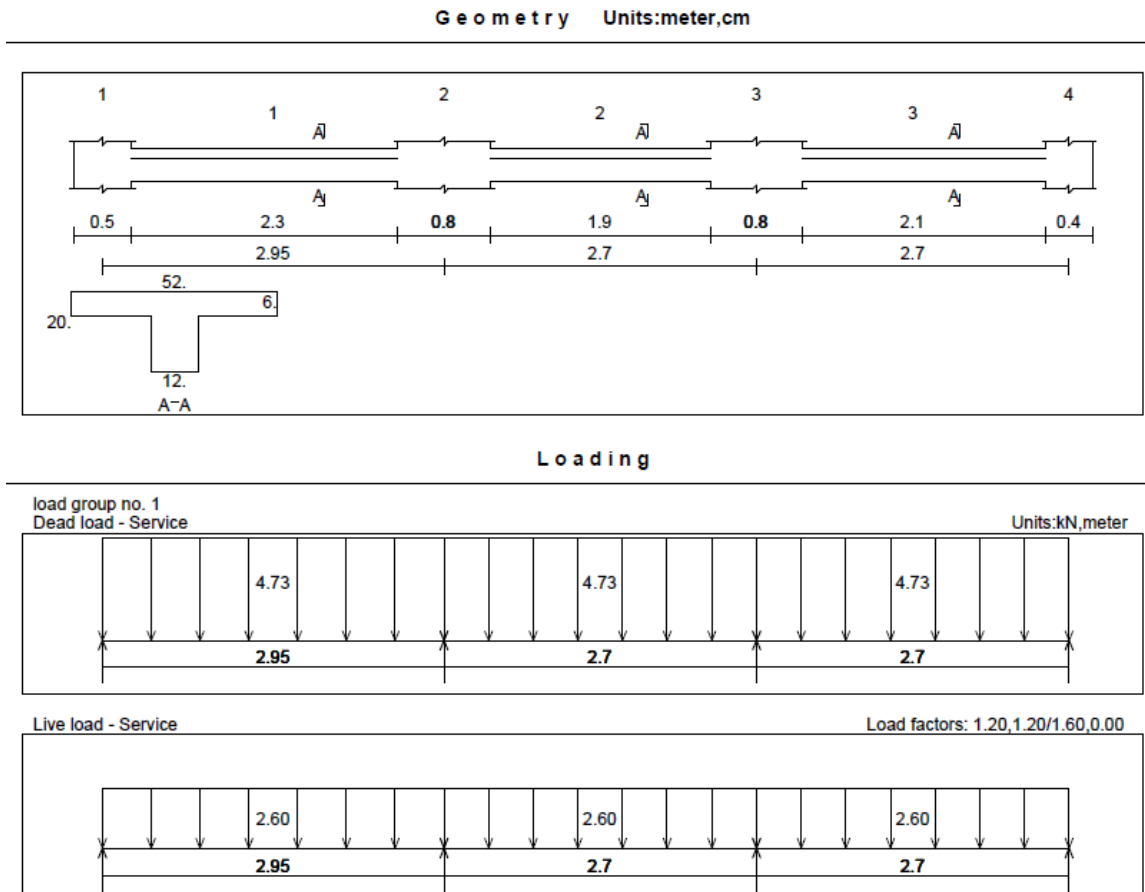 Geometry Units:meter,cm
1 2 3 4
1 2 3
A A A
A A A
0.5 2.3 0.8 1.9 0.8 2.1 0.4
2.95 2.7 2.7
52.
6.
20.
12.
A-A
Loading
load group no. 1
Dead load - Service Units:kN,meter
4.73 4.73 4.73
2.95 2.7 2.7
Live load - Service Load factors: 1.20,1.20/1.60,0.00
2.60 2.60 2.60
2.95 2.7 2.7